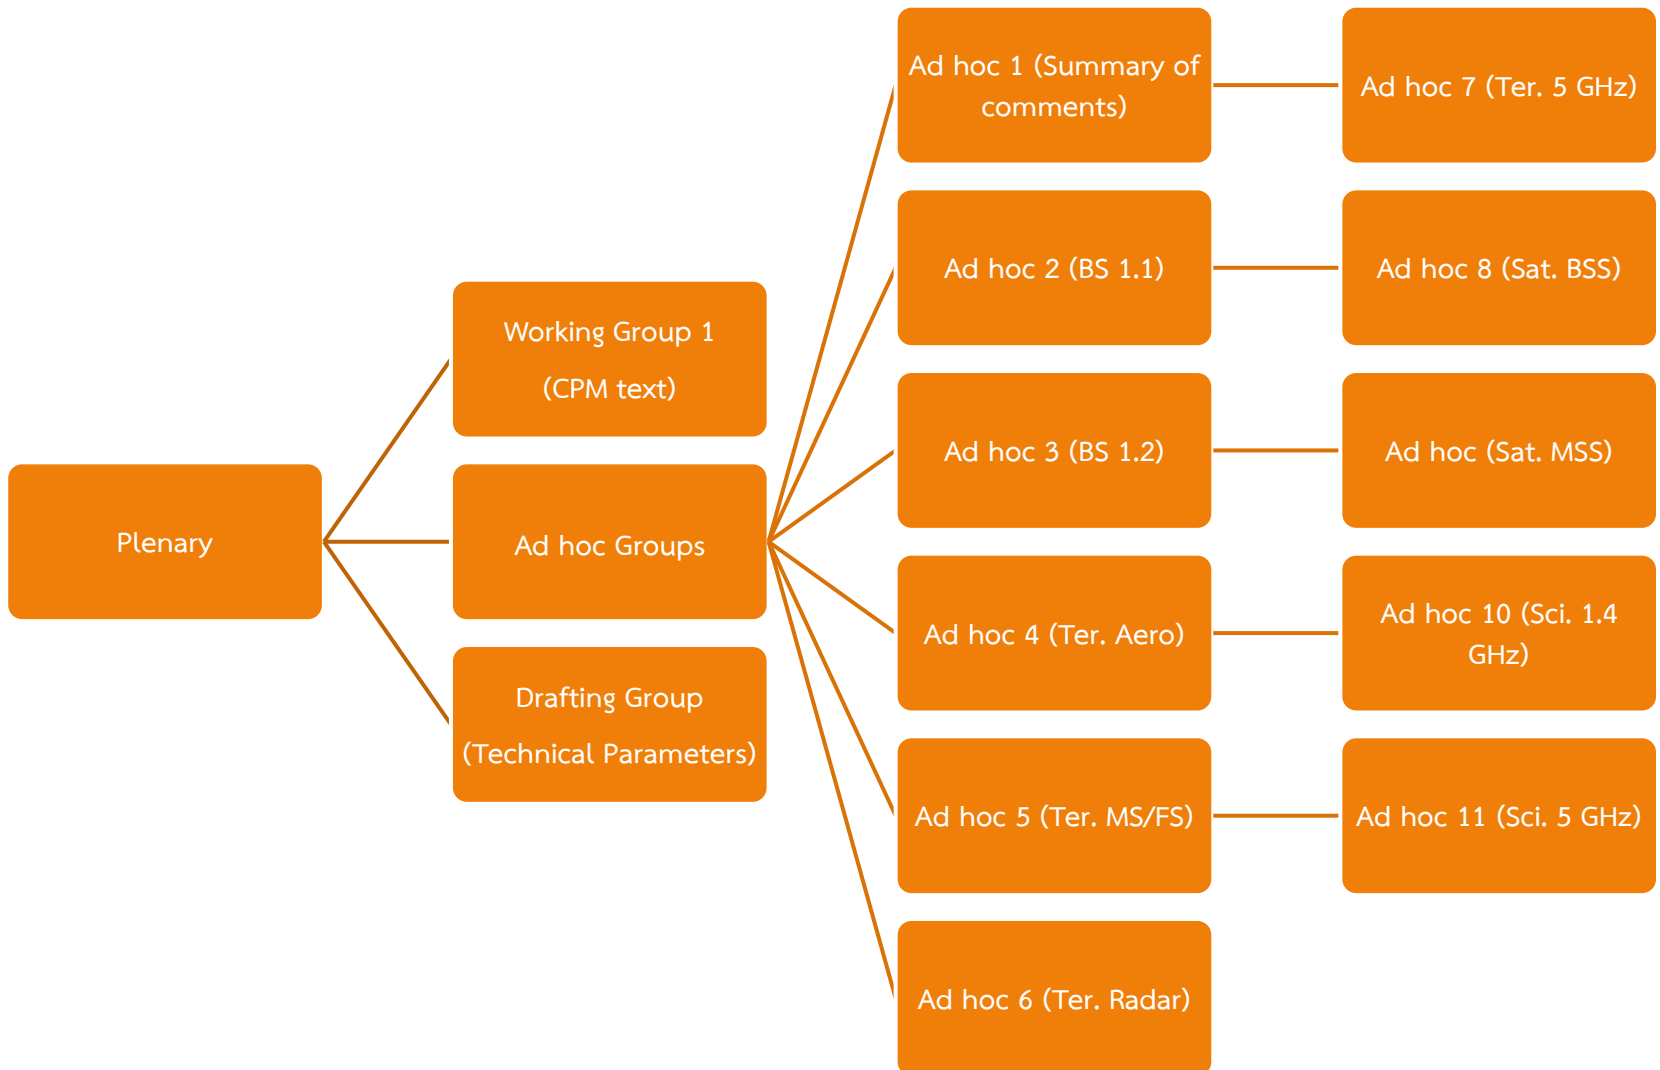 Plenary
Working Group 1
(CPM text)
Ad hoc Groups
Drafting Group
(Technical Parameters)
Ad hoc 1 (Summary of
comments)
Ad hoc 2 (BS 1.1)
Ad hoc 3 (BS 1.2)
Ad hoc 4 (Ter. Aero)
Ad hoc 5 (Ter. MS/FS)
Ad hoc 6 (Ter. Radar)
Ad hoc 7 (Ter. 5 GHz)
Ad hoc 8 (Sat. BSS)
Ad hoc (Sat. MSS)
Ad hoc 10 (Sci. 1.4
GHz)
Ad hoc 11 (Sci. 5 GHz)